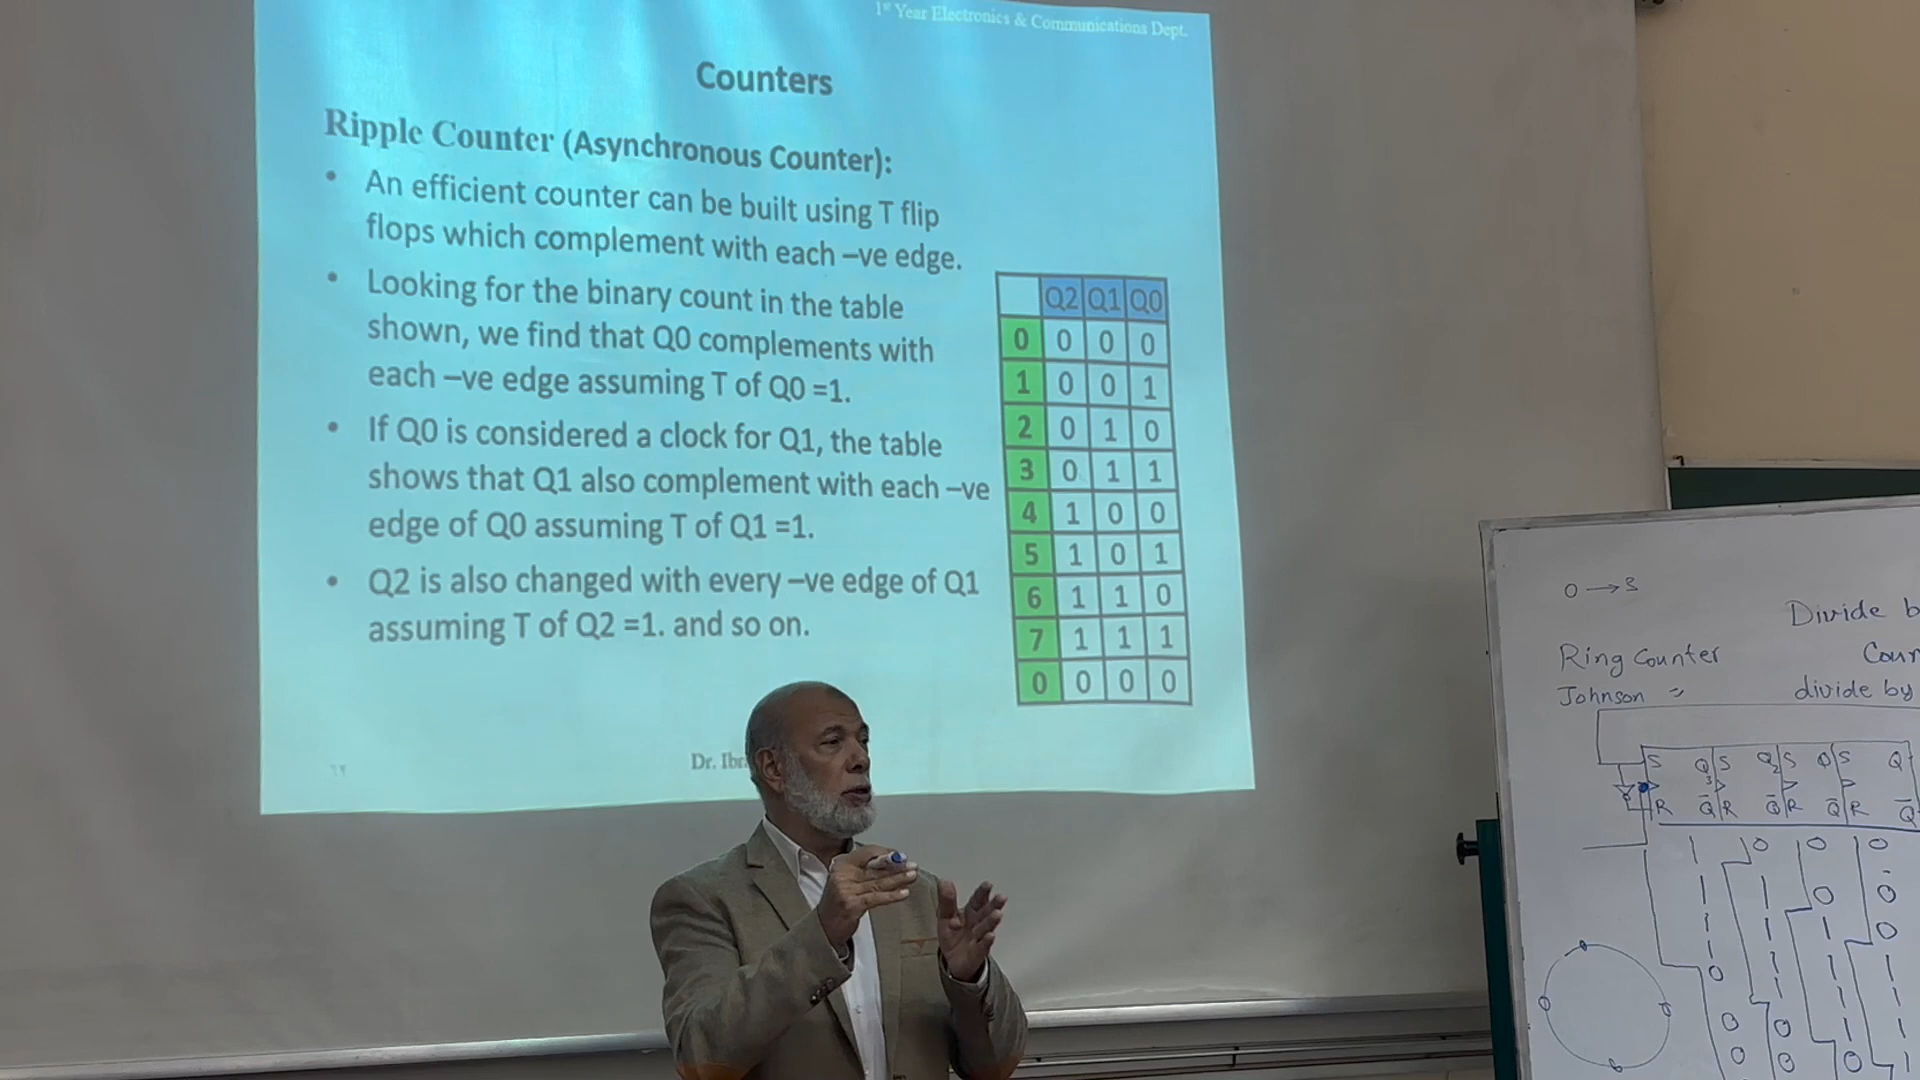 1st Year Electronics & Communications Dept.
Counters
Ripple Counter (Asynchronous Counter):
• An efficient counter can be built using T flip
flops which complement with each –ve edge.
• Looking for the binary count in the table
shown, we find that Q0 complements with
each –ve edge assuming T of Q0 =1.
• If Q0 is considered a clock for Q1, the table
shows that Q1 also complement with each –ve
edge of Q0 assuming T of Q1 =1.
• Q2 is also changed with every –ve edge of Q1
assuming T of Q2 =1. and so on.
Q2 Q1 Q0
0 0 0 0
1 0 0 1
2 0 1 0
3 0 1 1
4 1 0 0
5 1 0 1
6 1 1 0
7 1 1 1
0 0 0 0
Dr.
٦٢
0 → 3
Divide
Ring Counter
Johnson =
divide by
S Q3 S Q2 S Q S Q
R Q̄ R Q̄ R Q̄ R Q̄